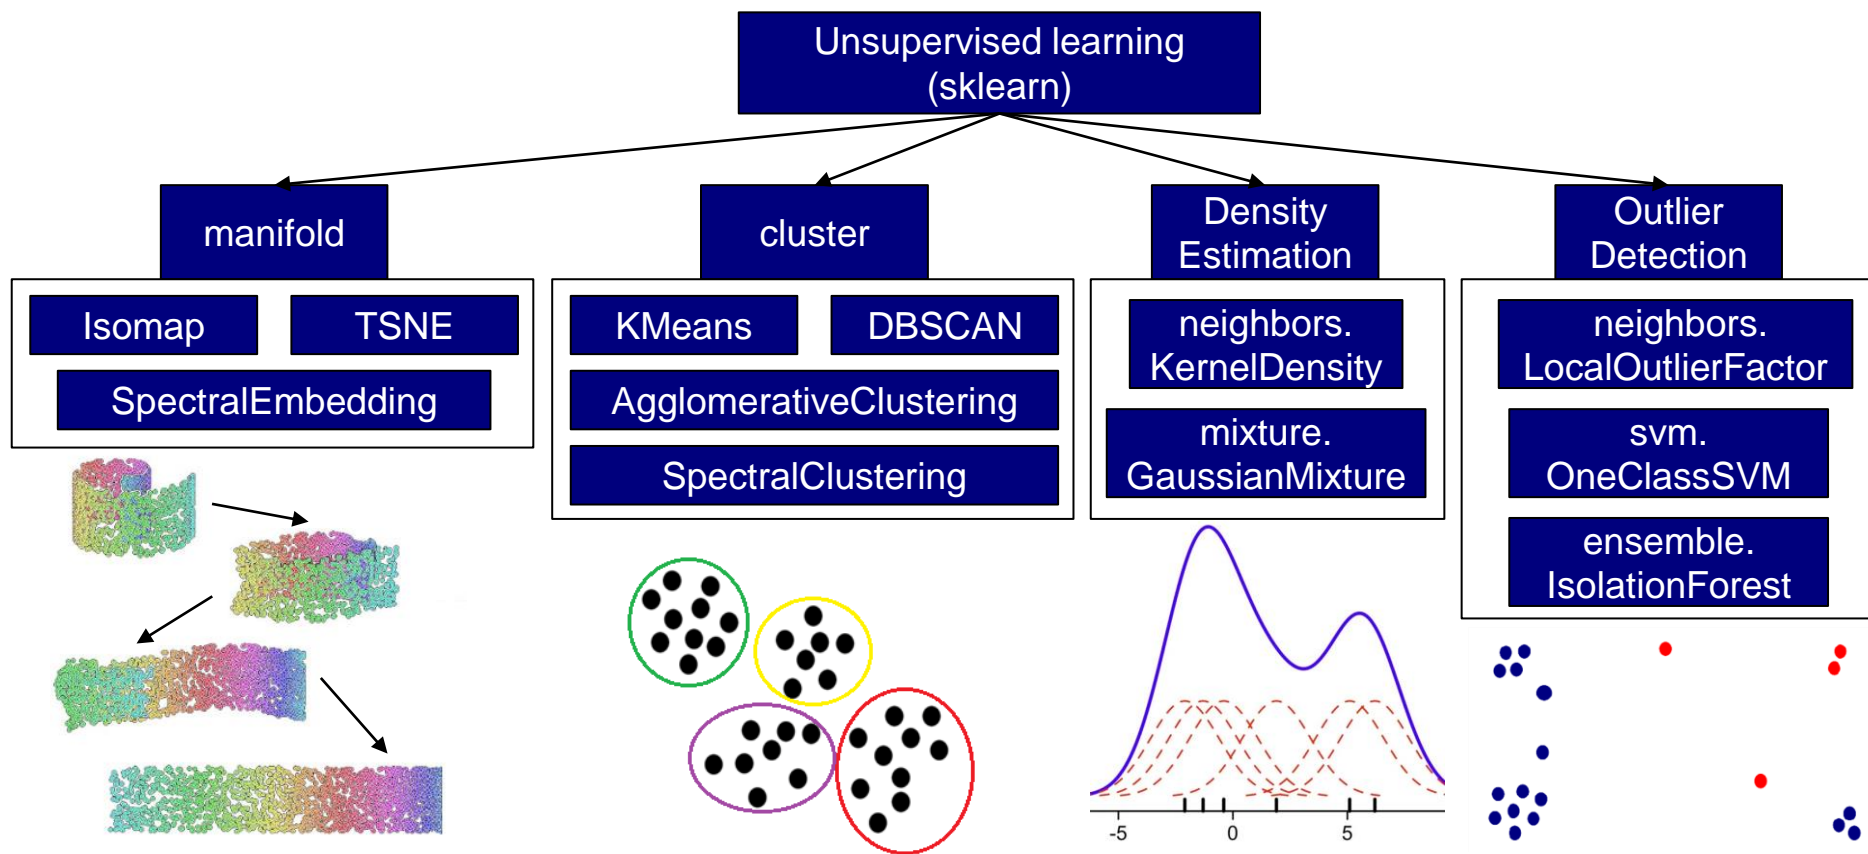 Unsupervised learning
(sklearn)
manifold
cluster
Density
Estimation
Outlier
Detection
Isomap
TSNE
SpectralEmbedding
KMeans
DBSCAN
AgglomerativeClustering
SpectralClustering
neighbors.
KernelDensity
mixture.
GaussianMixture
neighbors.
LocalOutlierFactor
svm.
OneClassSVM
ensemble.
IsolationForest
-5
0
5